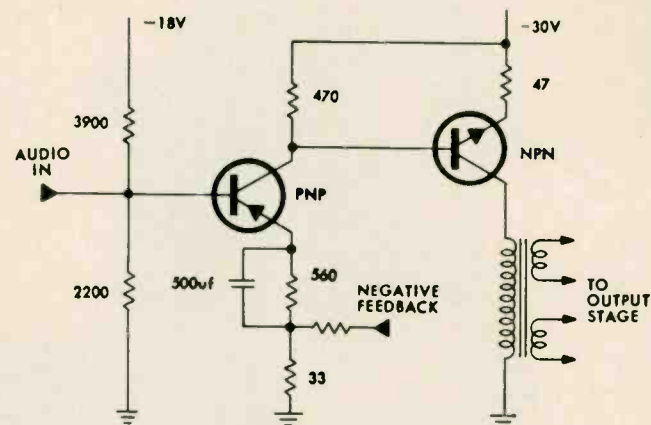 -18V
-30V
3900
470
47
AUDIO
IN
PNP
NPN
500uf
560
NEGATIVE
FEEDBACK
2200
33
TO
OUTPUT
STAGE